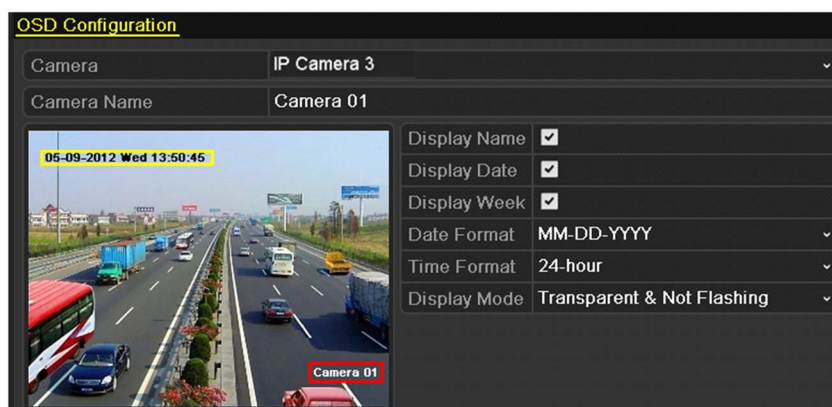 OSD Configuration
Camera IP Camera 3
Camera Name Camera 01
05-09-2012 Wed 13:50:45
Camera 01
Display Name
Display Date
Display Week
Date Format MM-DD-YYYY
Time Format 24-hour
Display Mode Transparent & Not Flashing